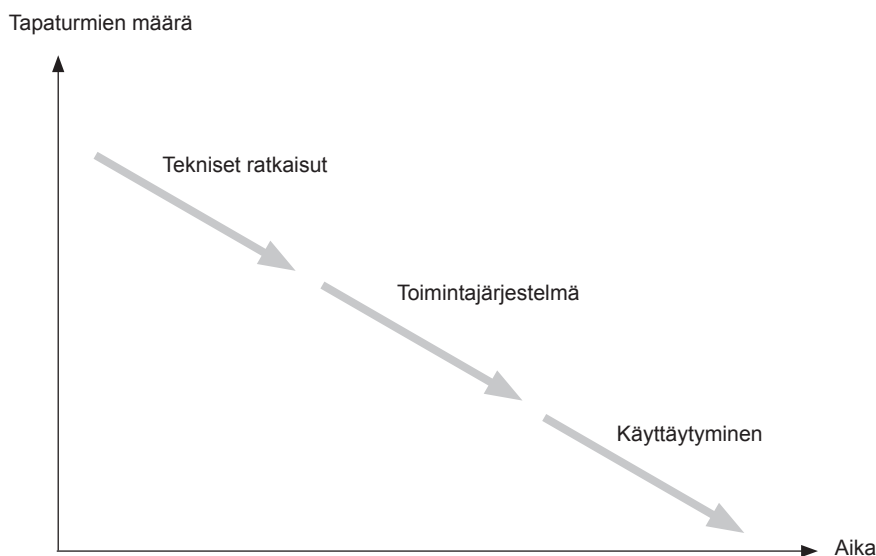 Tapaturmien määrä
Tekniset ratkaisut
Toimintajärjestelmä
Käyttäytyminen
Aika